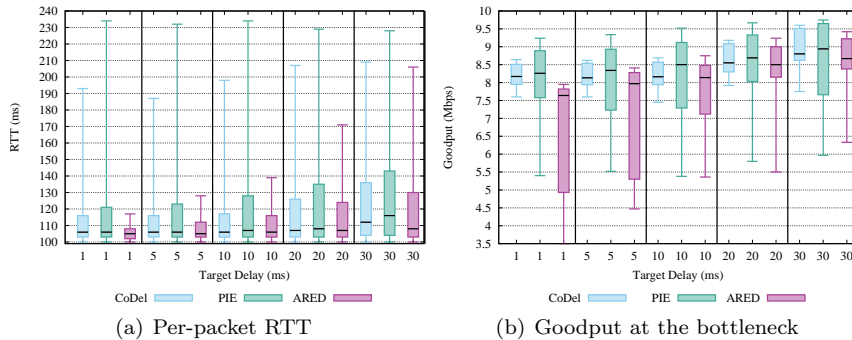 240
230
220
210
200
190
180
170
160
150
140
130
120
110
100
RTT
(ms)
1 1 1 5 5 5 10 10 10 20 20 20 30 30 30
Target Delay (ms)
CoDel PIE ARED
(a) Per-packet RTT
10
9.5
9
8.5
8
7.5
7
6.5
6
5.5
5
4.5
4
3.5
Goodput (Mbps)
1 1 1 5 5 5 10 10 10 20 20 20 30 30 30
Target Delay (ms)
CoDel PIE ARED
(b) Goodput at the bottleneck